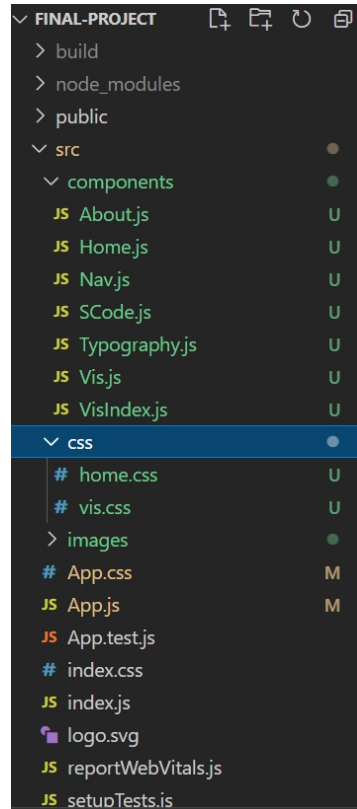 FINAL-PROJECT
build
node_modules
public
src
components
JS About.js U
JS Home.js U
JS Nav.js U
JS SCode.js U
JS Typography.js U
JS Vis.js U
JS VisIndex.js U
css
# home.css U
# vis.css U
images
# App.css M
JS App.js M
JS App.test.js
# index.css
JS index.js
logo.svg
JS reportWebVitals.js
JS setupTests.js